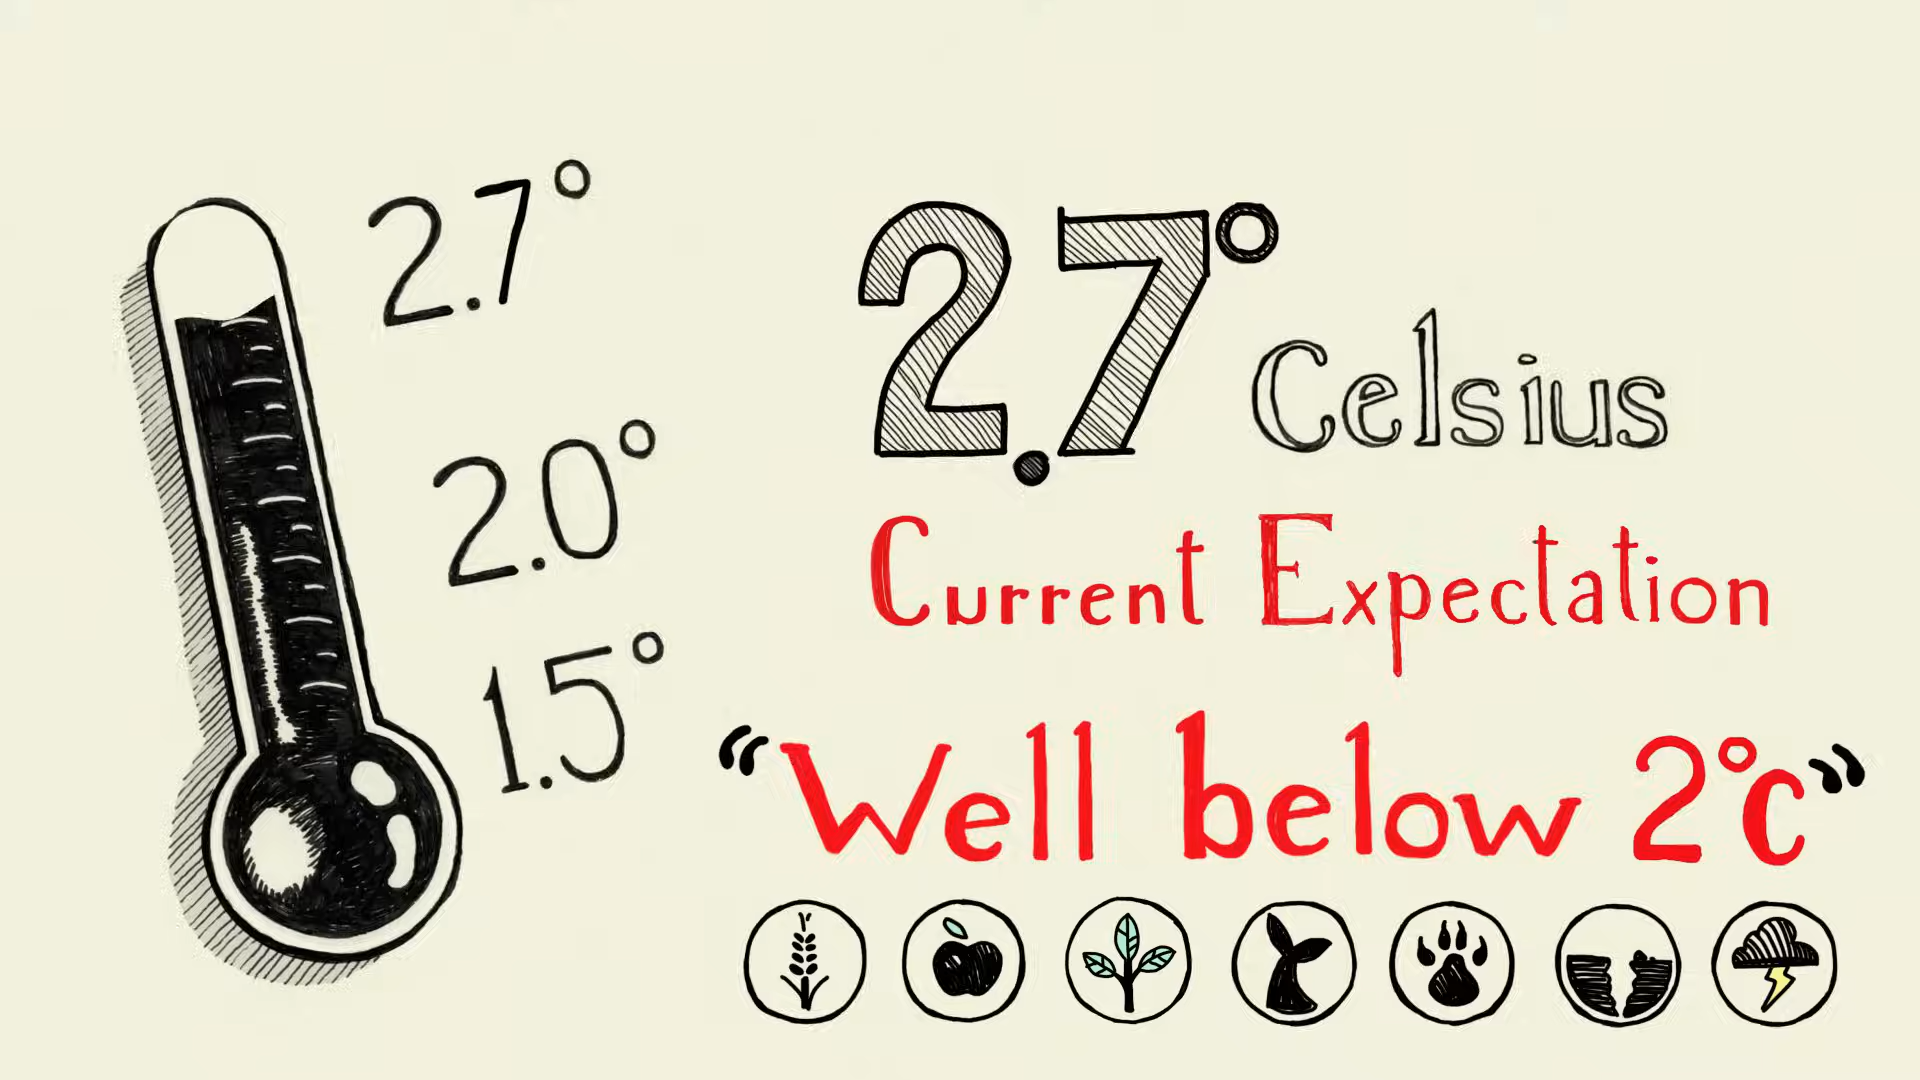 2.7°
2.0°
1.5°
2.7° Celsius
Current Expectation
“Well below 2°C”